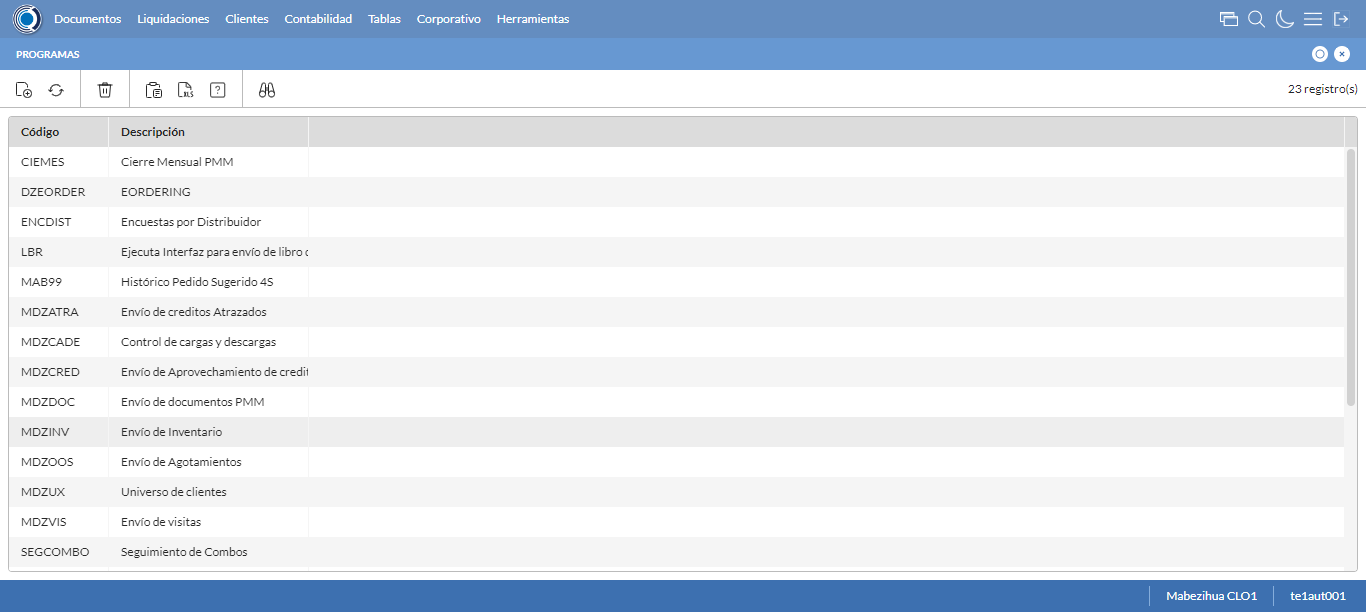 Documentos Liquidaciones Clientes Contabilidad Tablas Corporativo Herramientas
PROGRAMAS
XLS ? 23 registro(s)
Código Descripción
CIEMES Cierre Mensual PMM
DZEORDER EORDERING
ENCDIST Encuestas por Distribuidor
LBR Ejecuta Interfaz para envío de libro
MAB99 Histórico Pedido Sugerido 4S
MDZATRA Envío de creditos Atrazados
MDZCADE Control de cargas y descargas
MDZCRED Envío de Aprovechamiento de credit
MDZDOC Envío de documentos PMM
MDZINV Envío de Inventario
MDZOOS Envío de Agotamientos
MDZUX Universo de clientes
MDZVIS Envío de visitas
SEGCOMBO Seguimiento de Combos
Mabezihua CLO1 te1aut001